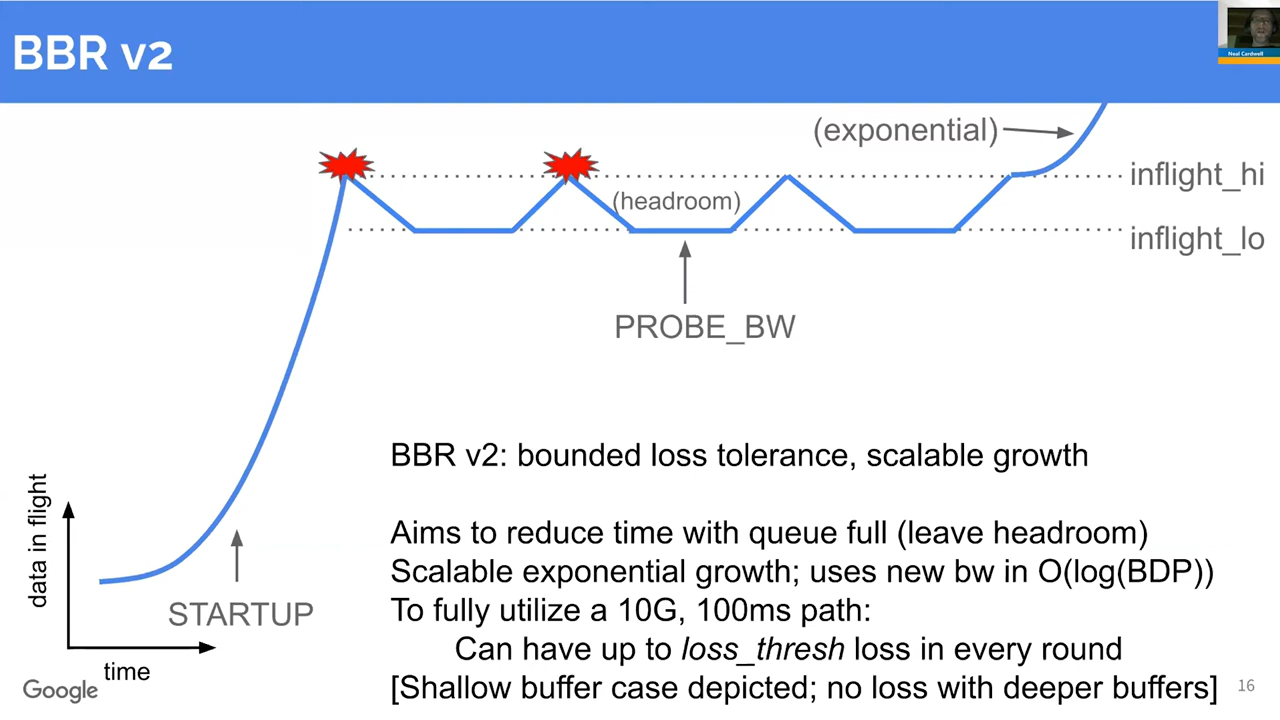 BBR v2
Neal Cardwell
(exponential)
inflight_hi
(headroom)
inflight_lo
PROBE_BW
STARTUP
data in flight
time
BBR v2: bounded loss tolerance, scalable growth
Aims to reduce time with queue full (leave headroom)
Scalable exponential growth; uses new bw in O(log(BDP))
To fully utilize a 10G, 100ms path:
Can have up to loss_thresh loss in every round
[Shallow buffer case depicted; no loss with deeper buffers]
Google
16